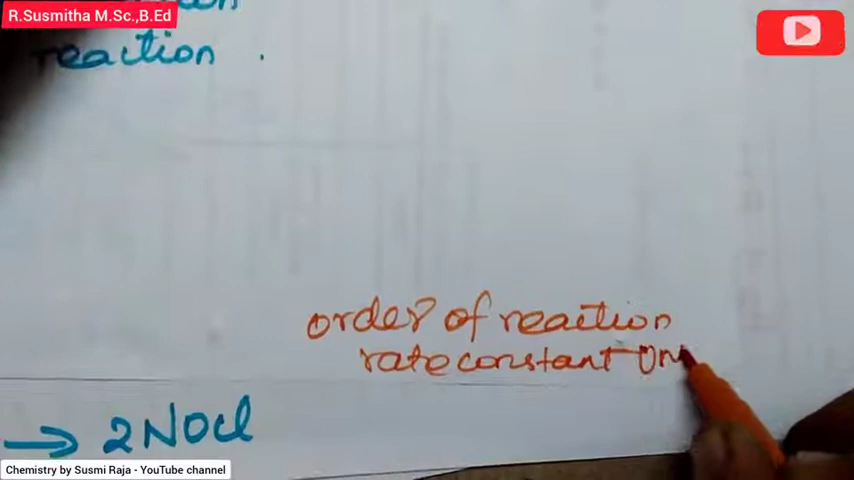 R.Susmitha M.Sc.,B.Ed
reaction .
order of reaction
rate constant
→ 2NOCl
Chemistry by Susmi Raja - YouTube channel